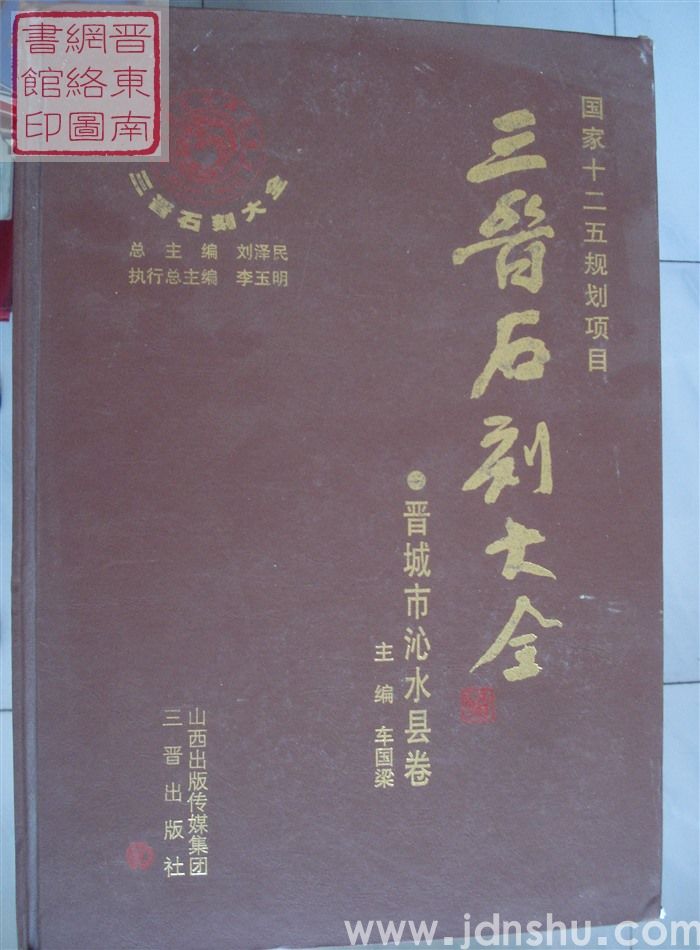 晋東南
網絡圖
書館印
国家十二五规划项目
三晋石刻大全
·晋城市沁水县卷
主编 车国梁
三晋石刻大全
总主编 刘泽民
执行总主编 李玉明
山西出版传媒集团
三晋出版社
www.jdnshu.com